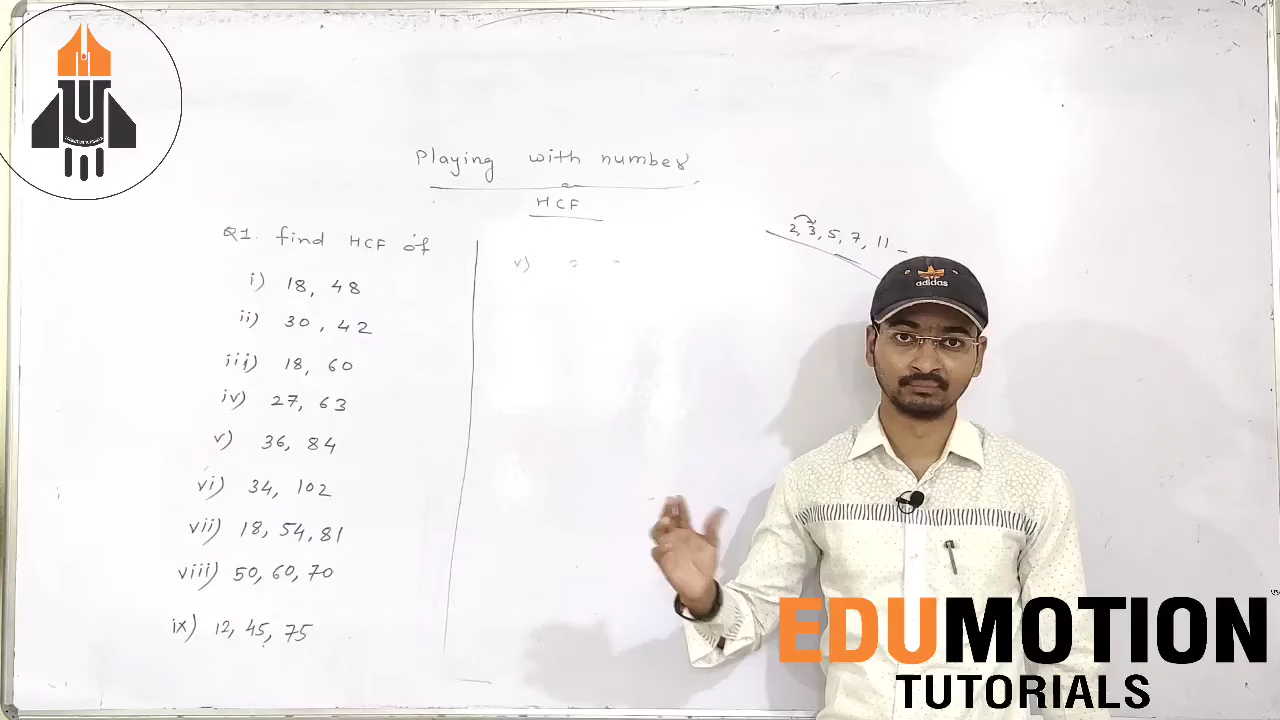 Playing with number
HCF
Q1. find HCF of
i) 18, 48
ii) 30, 42
iii) 18, 60
iv) 27, 63
v) 36, 84
vi) 34, 102
vii) 18, 54, 81
viii) 50, 60, 70
ix) 12, 45, 75
v)
2, 3, 5, 7, 11 –
adidas
EDUMOTION
TUTORIALS